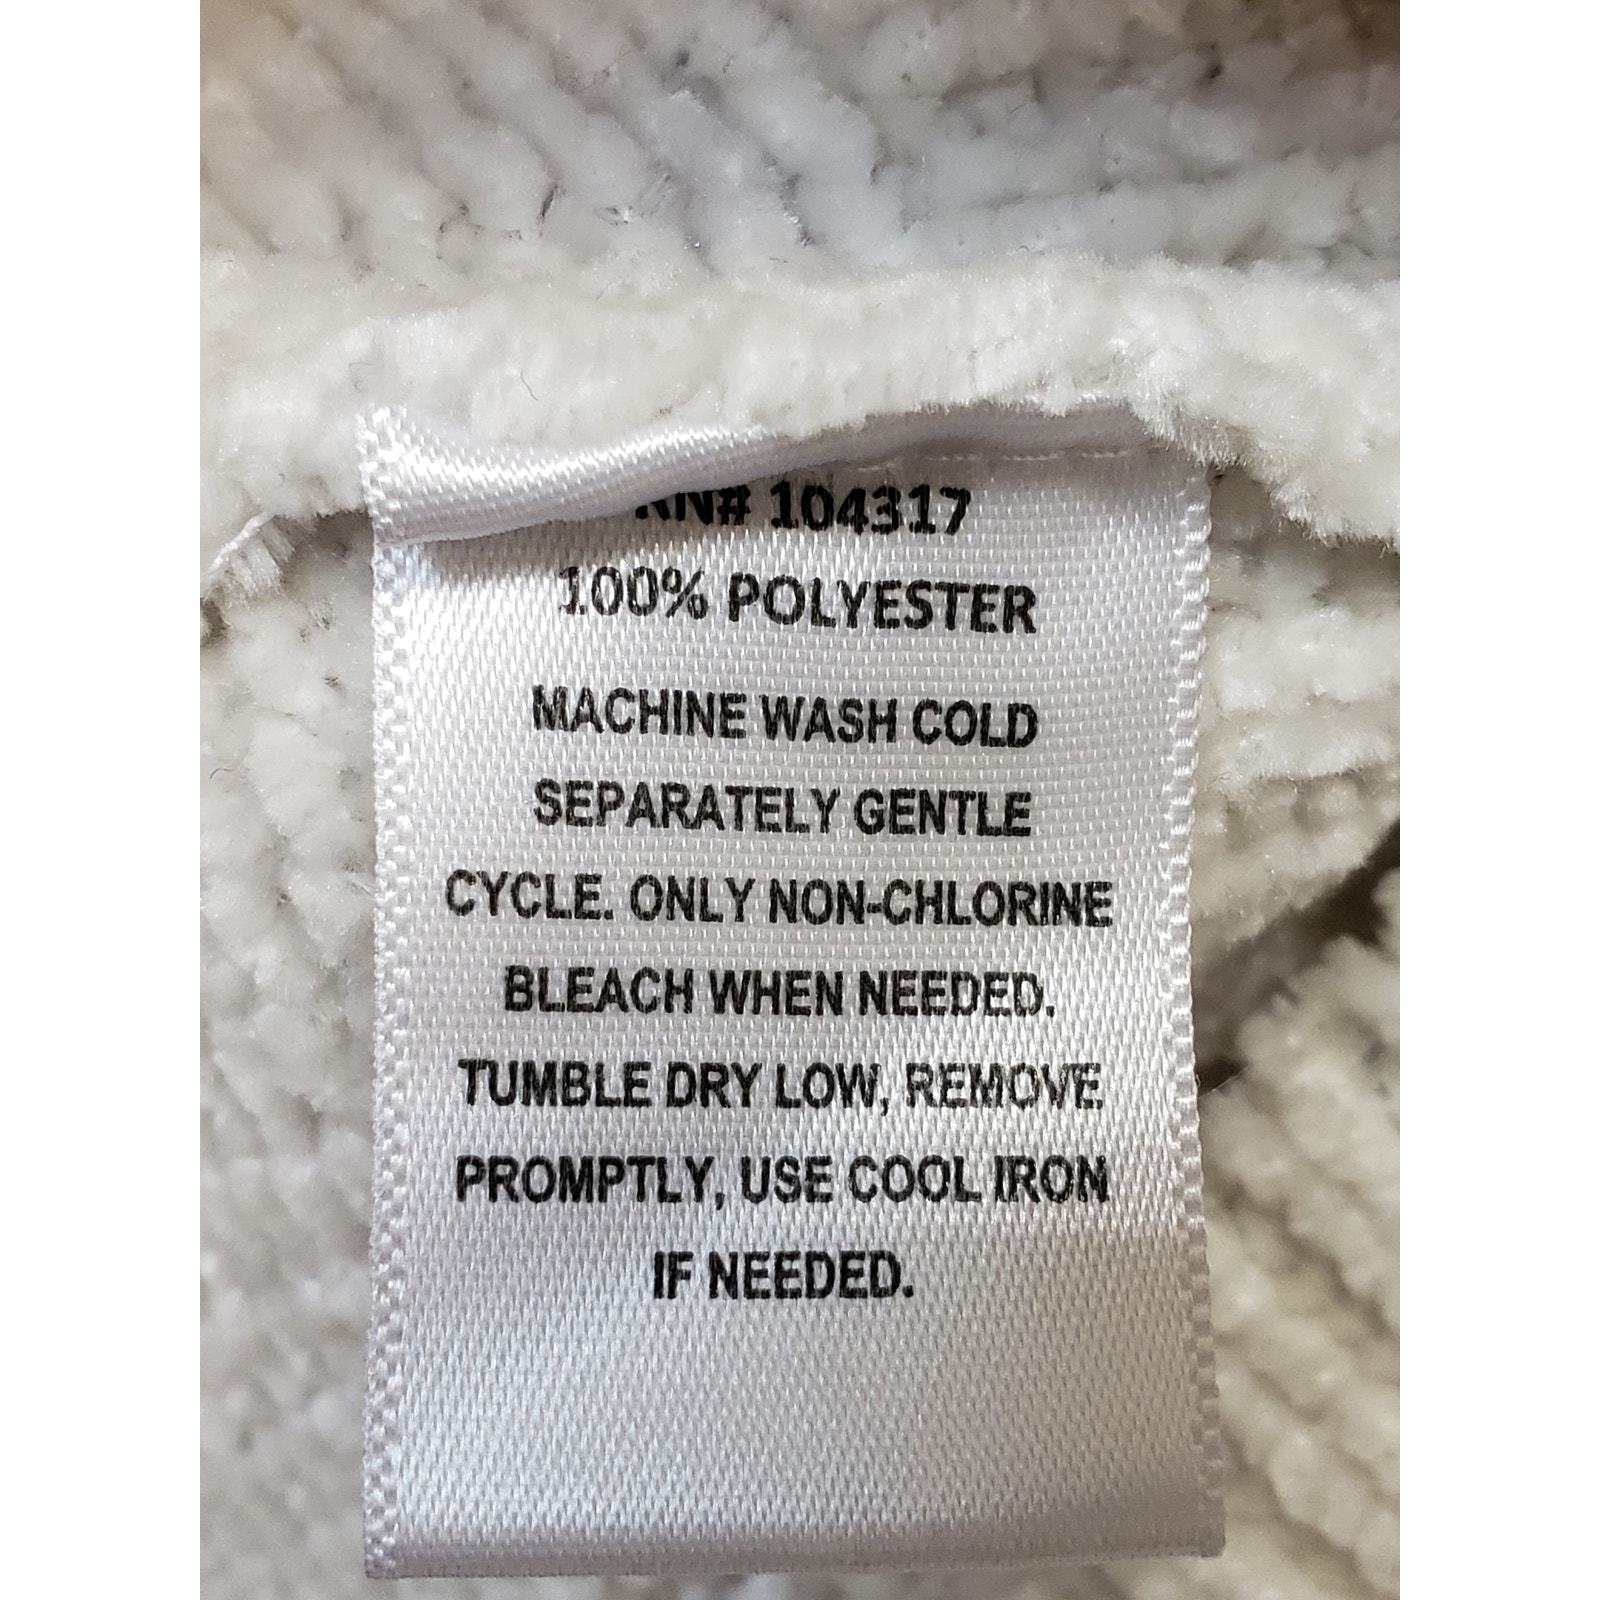 RN# 104317
100% POLYESTER
MACHINE WASH COLD
SEPARATELY GENTLE
CYCLE. ONLY NON-CHLORINE
BLEACH WHEN NEEDED.
TUMBLE DRY LOW, REMOVE
PROMPTLY, USE COOL IRON
IF NEEDED.